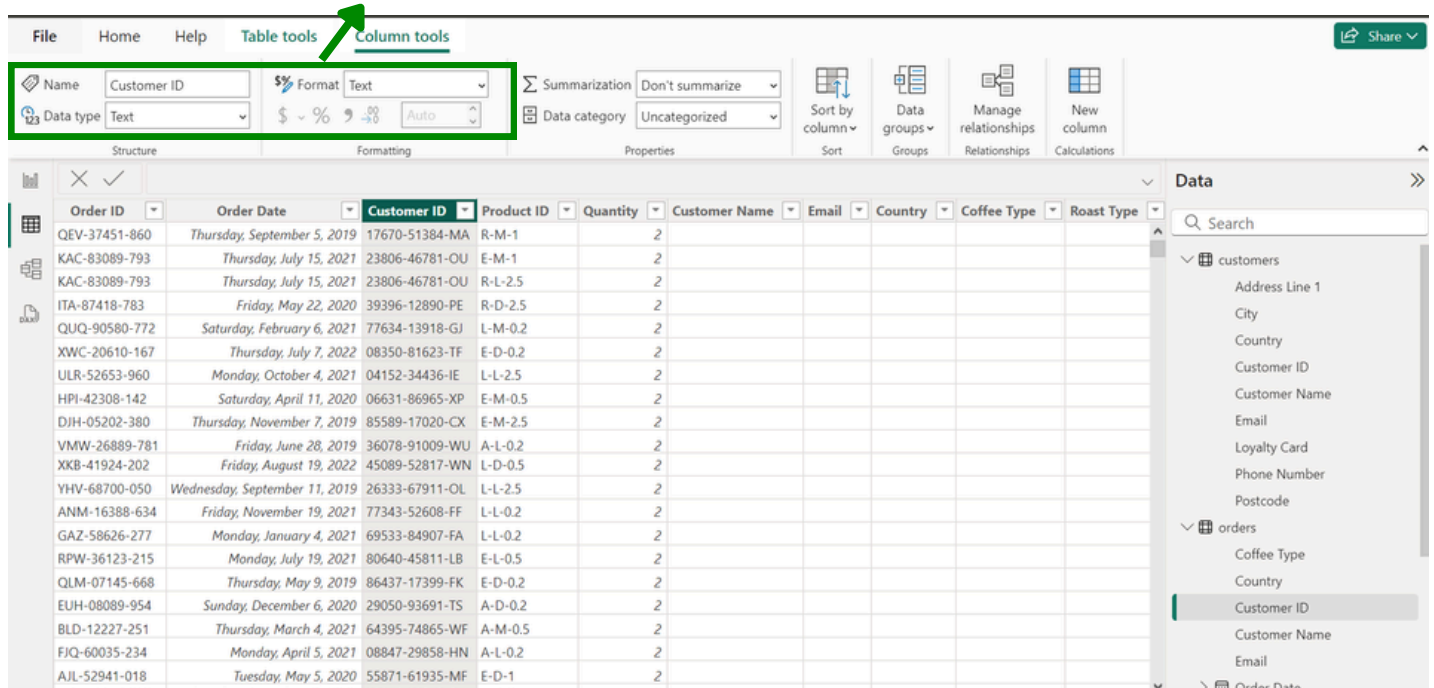 File Home Help Table tools Column tools Share
Name Customer ID Format Text Summarization Don't summarize Sort by column Data groups Manage relationships New column
Data type Text $ % 9 .00 Auto Data category Uncategorized
Structure Formatting Properties Sort Groups Relationships Calculations
Order ID Order Date Customer ID Product ID Quantity Customer Name Email Country Coffee Type Roast Type
QEV-37451-860 Thursday, September 5, 2019 17670-51384-MA R-M-1 2
KAC-83089-793 Thursday, July 15, 2021 23806-46781-OU E-M-1 2
KAC-83089-793 Thursday, July 15, 2021 23806-46781-OU R-L-2.5 2
ITA-87418-783 Friday, May 22, 2020 39396-12890-PE R-D-2.5 2
QUQ-90580-772 Saturday, February 6, 2021 77634-13918-GJ L-M-0.2 2
XWC-20610-167 Thursday, July 7, 2022 08350-81623-TF E-D-0.2 2
ULR-52653-960 Monday, October 4, 2021 04152-34436-IE L-L-2.5 2
HPI-42308-142 Saturday, April 11, 2020 06631-86965-XP E-M-0.5 2
DJH-05202-380 Thursday, November 7, 2019 85589-17020-CX E-M-2.5 2
VMW-26889-781 Friday, June 28, 2019 36078-91009-WU A-L-0.2 2
XKB-41924-202 Friday, August 19, 2022 45089-52817-WN L-D-0.5 2
YHV-68700-050 Wednesday, September 11, 2019 26333-67911-OL L-L-2.5 2
ANM-16388-634 Friday, November 19, 2021 77343-52608-FF L-L-0.2 2
GAZ-58626-277 Monday, January 4, 2021 69533-84907-FA L-L-0.2 2
RPW-36123-215 Monday, July 19, 2021 80640-45811-LB E-L-0.5 2
QLM-07145-668 Thursday, May 9, 2019 86437-17399-FK E-D-0.2 2
EUH-08089-954 Sunday, December 6, 2020 29050-93691-TS A-D-0.2 2
BLD-12227-251 Thursday, March 4, 2021 64395-74865-WF A-M-0.5 2
FJQ-60035-234 Monday, April 5, 2021 08847-29858-HN A-L-0.2 2
AJL-52941-018 Tuesday, May 5, 2020 55871-61935-MF E-D-1 2
Data
Search
customers
Address Line 1
City
Country
Customer ID
Customer Name
Email
Loyalty Card
Phone Number
Postcode
orders
Coffee Type
Country
Customer ID
Customer Name
Email
Order Date